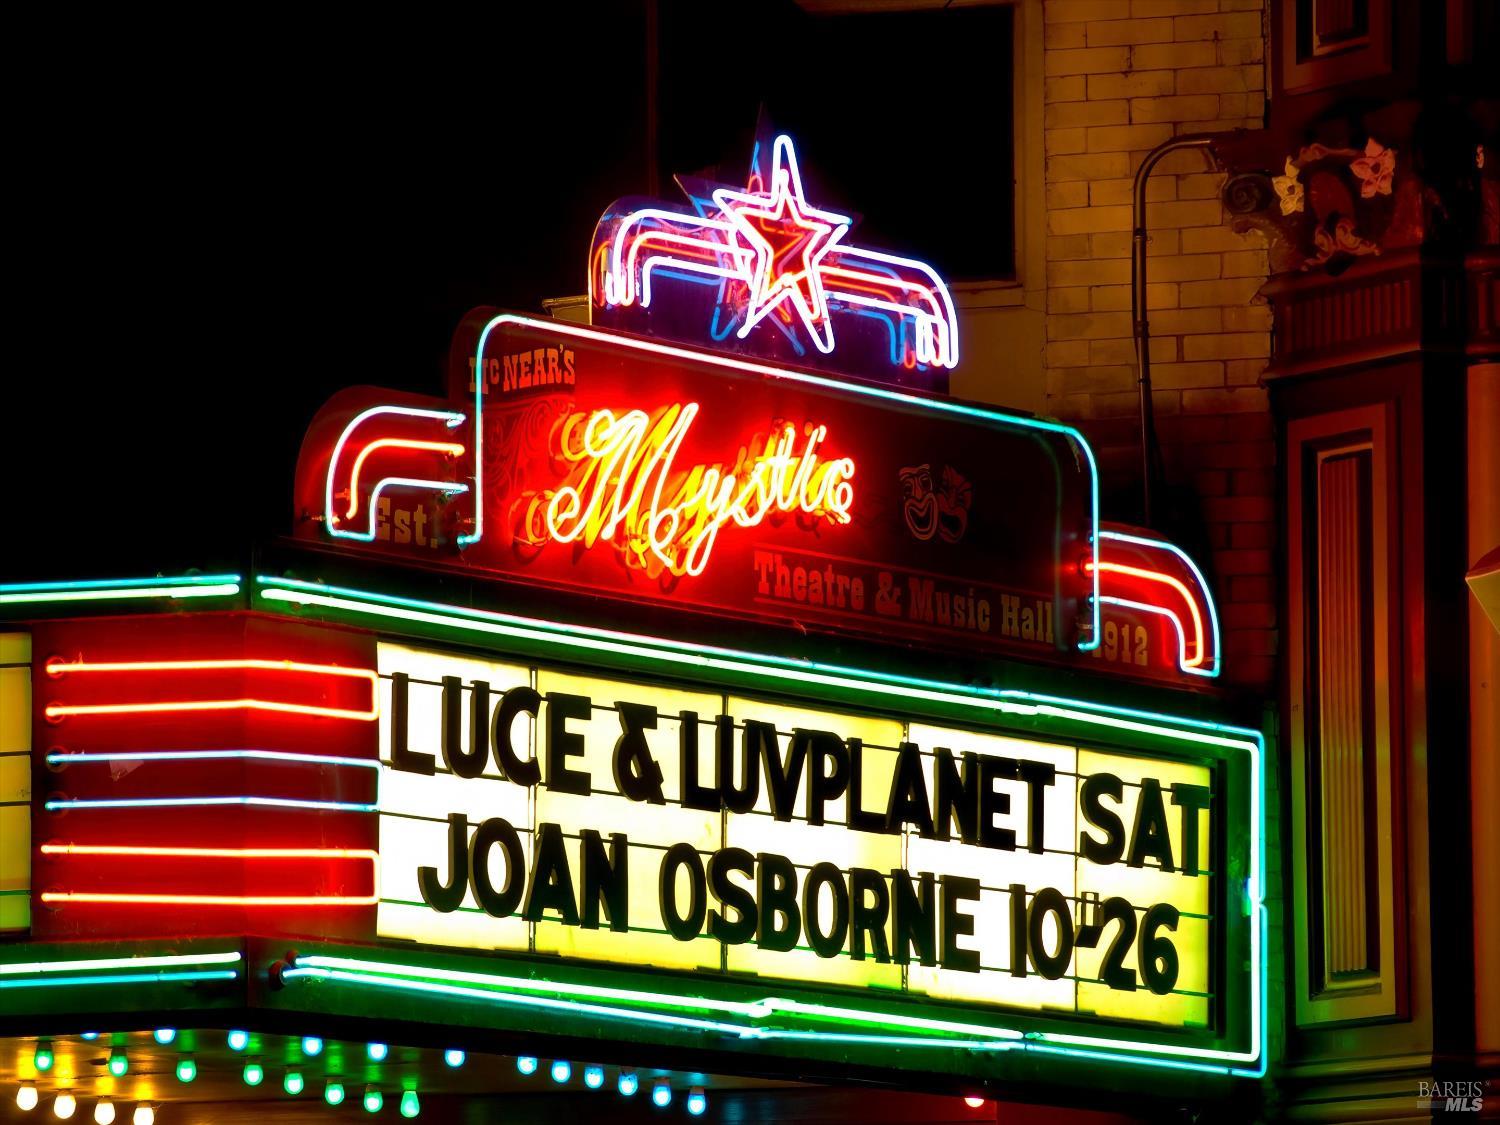 McNEAR'S
Mystic
Est.
Theatre & Music Hall
1912
LUCE & LUVPLANET SAT
JOAN OSBORNE 10-26
BAREIS
MLS